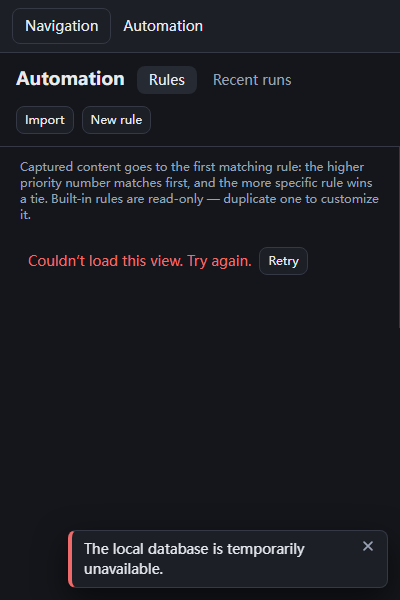 Navigation
Automation
Automation
Rules
Recent runs
Import
New rule
Captured content goes to the first matching rule: the higher
priority number matches first, and the more specific rule wins
a tie. Built-in rules are read-only — duplicate one to customize
it.
Couldn't load this view. Try again.
Retry
The local database is temporarily
unavailable.